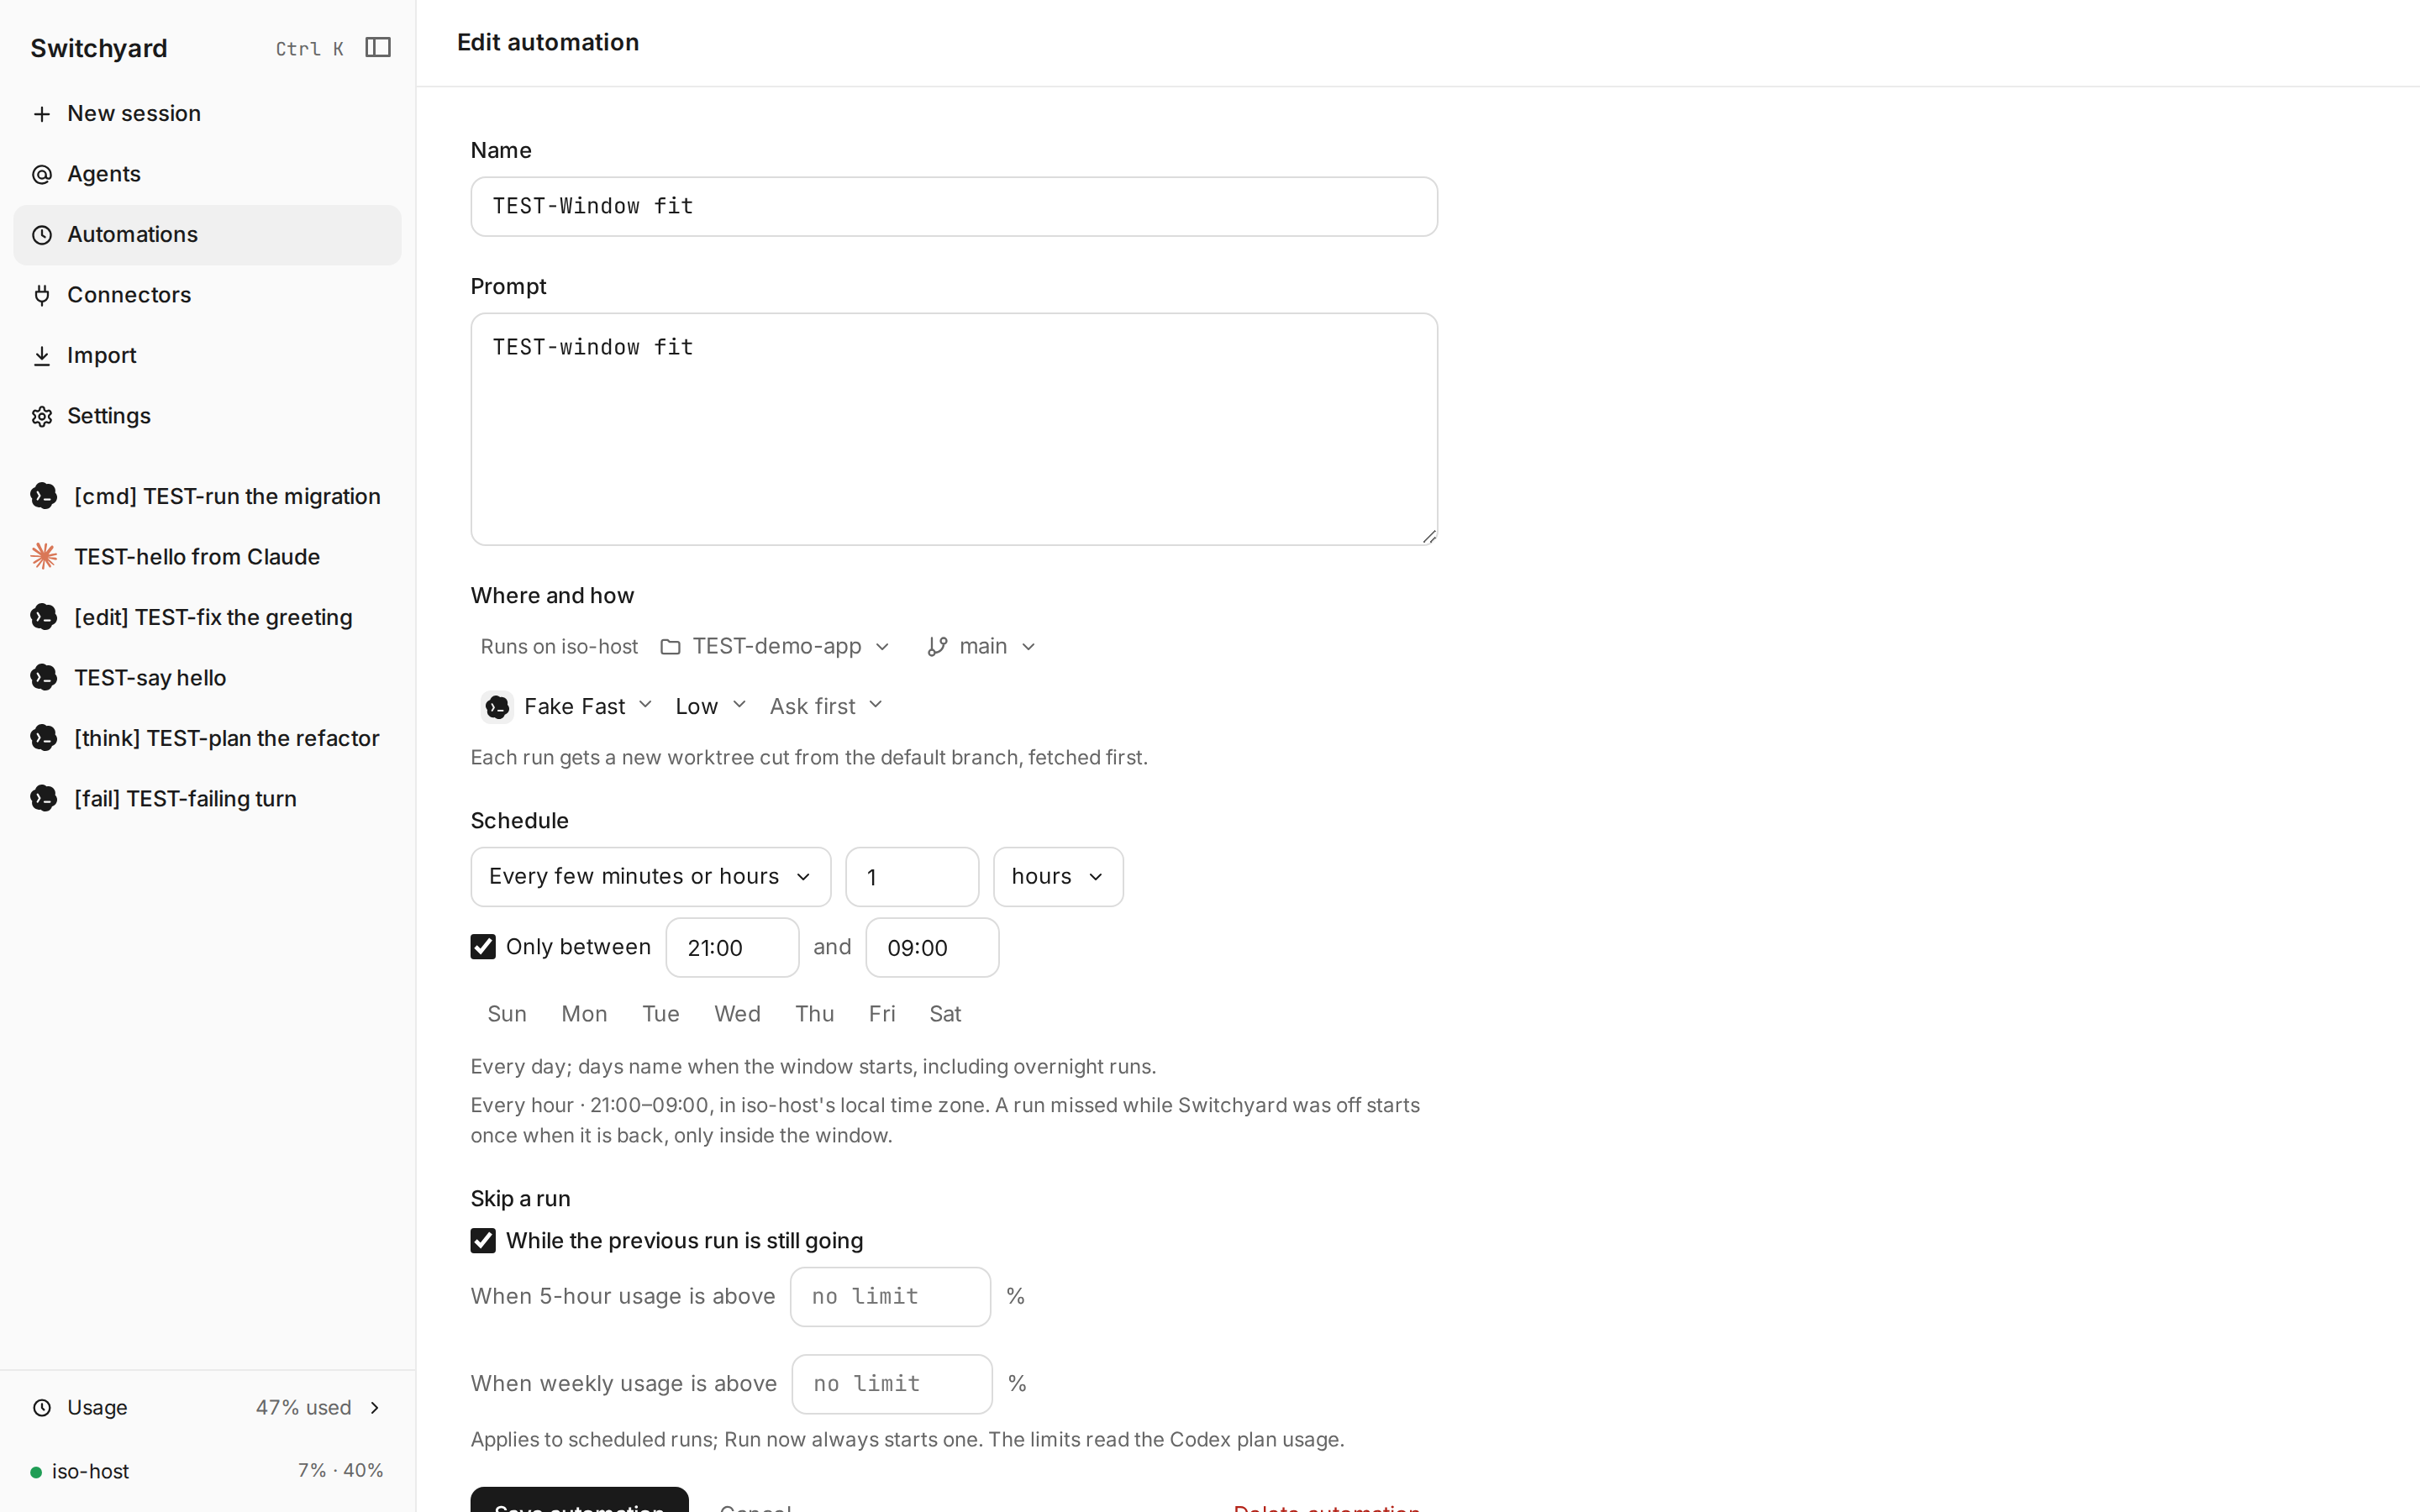 Switchyard
Ctrl K
New session
Agents
Automations
Connectors
Import
Settings
[cmd] TEST-run the migration
TEST-hello from Claude
[edit] TEST-fix the greeting
TEST-say hello
[think] TEST-plan the refactor
[fail] TEST-failing turn
Usage 47% used
iso-host 7% · 40%
Edit automation
Name
TEST-Window fit
Prompt
TEST-window fit
Where and how
Runs on iso-host TEST-demo-app main
Fake Fast Low Ask first
Each run gets a new worktree cut from the default branch, fetched first.
Schedule
Every few minutes or hours 1 hours
Only between 21:00 and 09:00
Sun Mon Tue Wed Thu Fri Sat
Every day; days name when the window starts, including overnight runs.
Every hour · 21:00–09:00, in iso-host's local time zone. A run missed while Switchyard was off starts
once when it is back, only inside the window.
Skip a run
While the previous run is still going
When 5-hour usage is above no limit %
When weekly usage is above no limit %
Applies to scheduled runs; Run now always starts one. The limits read the Codex plan usage.
Save automation Cancel Delete automation